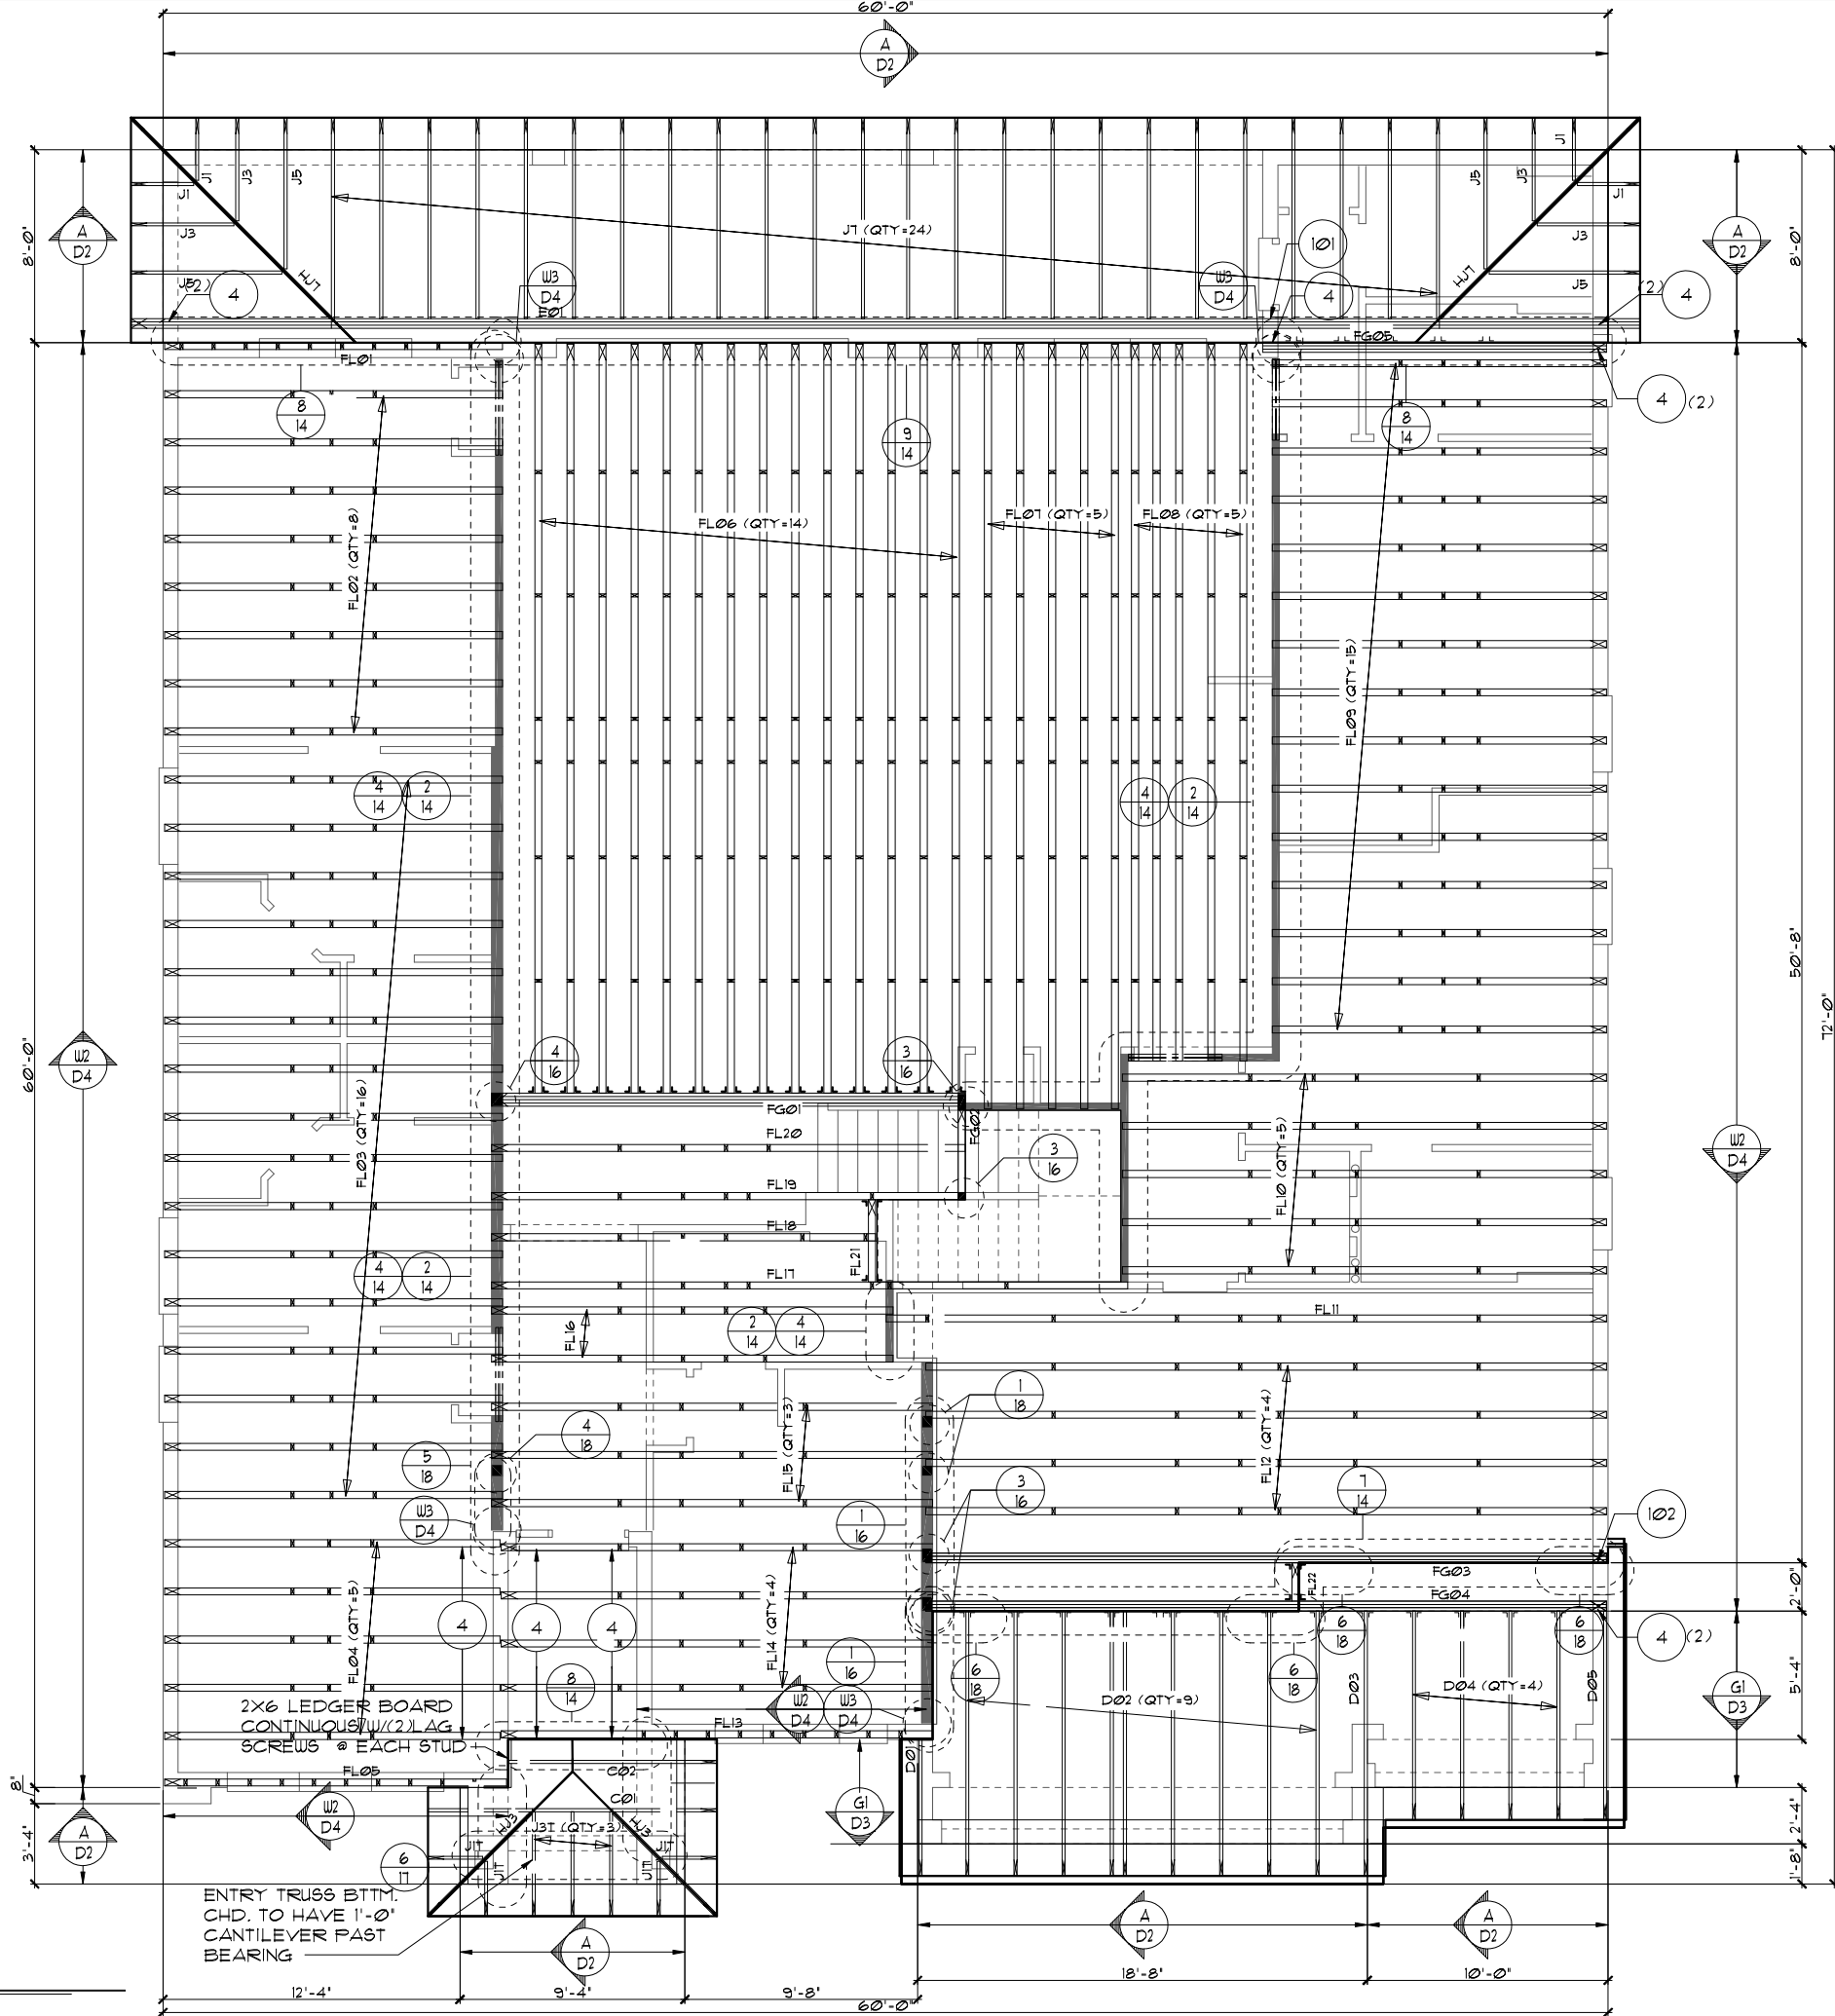 60'-0"
A
D2
J1
J1
J3
J5
J1
J3
J5
J1
J1
J3
J5
8'-0"
A
D2
J7 (QTY=24)
101
A
D2
8'-0"
HJ7
HJ7
J5
(2)
4
W3
D4
E01
W3
D4
4
(2)
4
FL01
FG05
8
14
9
14
8
14
4
(2)
FL02 (QTY=8)
FL06 (QTY=14)
FL07 (QTY=5)
FL08 (QTY=5)
FL09 (QTY=15)
4
14
2
14
4
14
2
14
50'-8"
72'-0"
60'-0"
W2
D4
4
16
3
16
FG01
FG02
FL20
3
16
W2
D4
FL03 (QTY=16)
FL19
FL10 (QTY=5)
FL18
FL21
4
14
2
14
FL17
FL16
2
14
4
14
FL11
1
18
FL15 (QTY=3)
FL12 (QTY=4)
4
18
5
18
3
16
7
14
W3
D4
1
16
102
FG03
FL22
FG04
2'-0"
FL04 (QTY=5)
4
4
4
FL14 (QTY=4)
6
18
6
18
4
(2)
1
16
6
18
6
18
D03
D04 (QTY=4)
D05
D02 (QTY=9)
G1
D3
5'-4"
8
14
2X6 LEDGER BOARD
CONTINUOUS W/(2) LAG
SCREWS @ EACH STUD
W2
D4
W3
D4
FL13
D01
FL05
C02
C01
8"
W2
D4
G1
D3
HJ3
J3I (QTY=3)
HJ3
2'-4"
A
D2
3'-4"
6
17
1'-8"
ENTRY TRUSS BTTM.
CHD. TO HAVE 1'-0"
CANTILEVER PAST
BEARING
A
D2
A
D2
A
D2
12'-4"
9'-4"
9'-8"
18'-8"
10'-0"
60'-0"